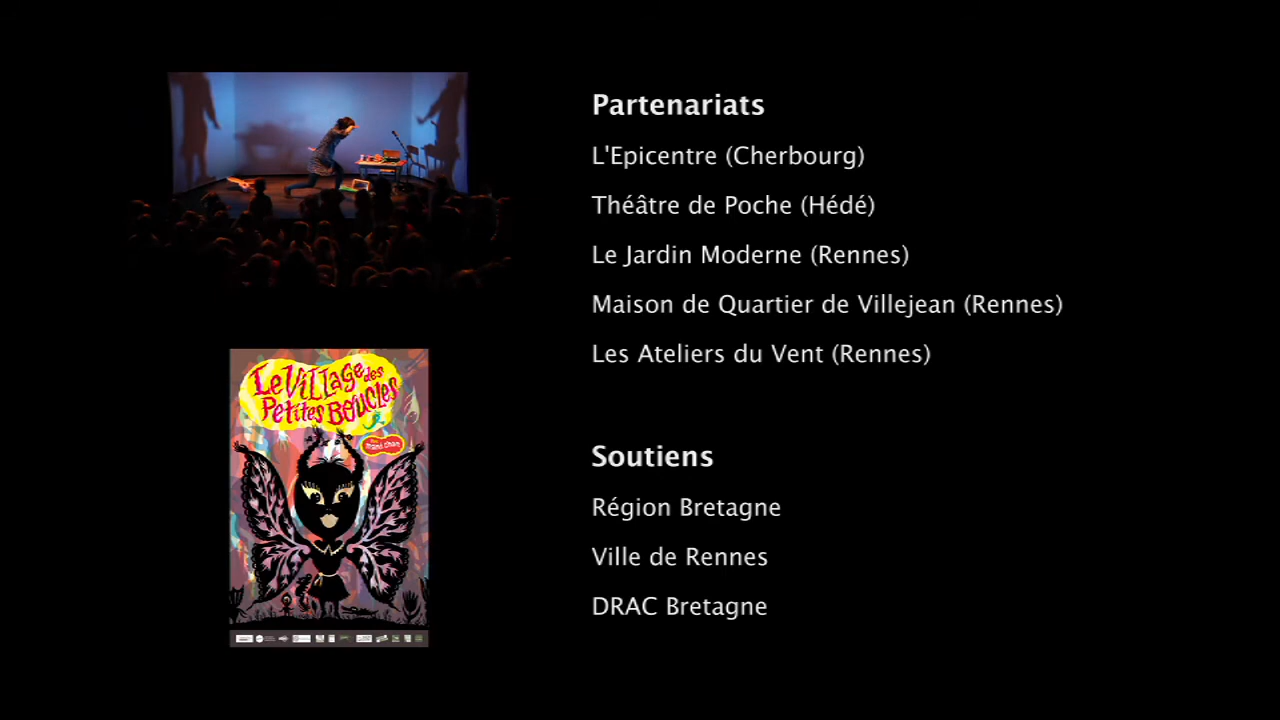 Partenariats
L'Epicentre (Cherbourg)
Théâtre de Poche (Hédé)
Le Jardin Moderne (Rennes)
Maison de Quartier de Villejean (Rennes)
Les Ateliers du Vent (Rennes)
Le Village des
Petites Boucles
Soutiens
Région Bretagne
Ville de Rennes
DRAC Bretagne